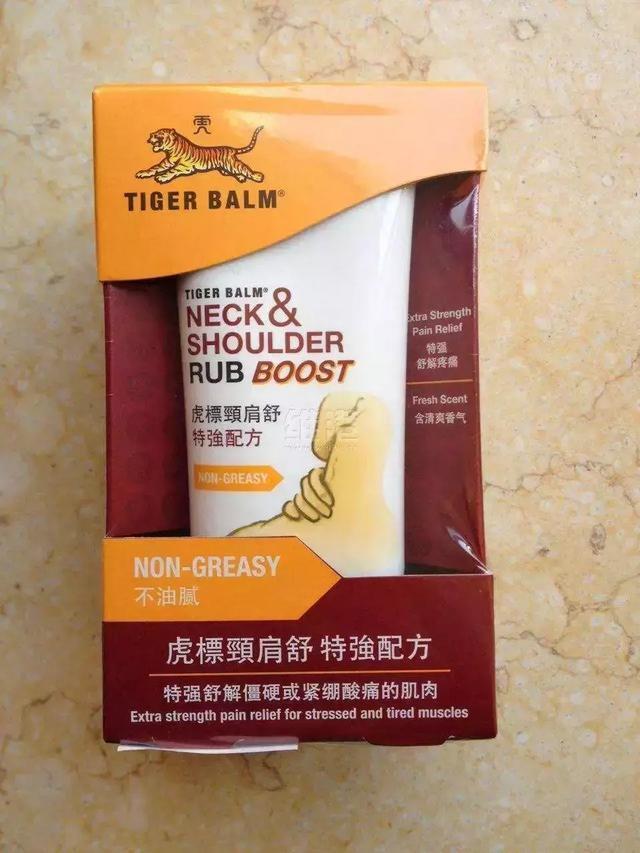 虎
TIGER BALM®
TIGER BALM®
NECK &
SHOULDER
RUB BOOST
虎標頸肩舒
特強配方
NON-GREASY
Extra Strength
Pain Relief
特强
舒解疼痛
Fresh Scent
含清爽香气
NON-GREASY
不油腻
虎標頸肩舒 特強配方
特强舒解僵硬或紧绷酸痛的肌肉
Extra strength pain relief for stressed and tired muscles